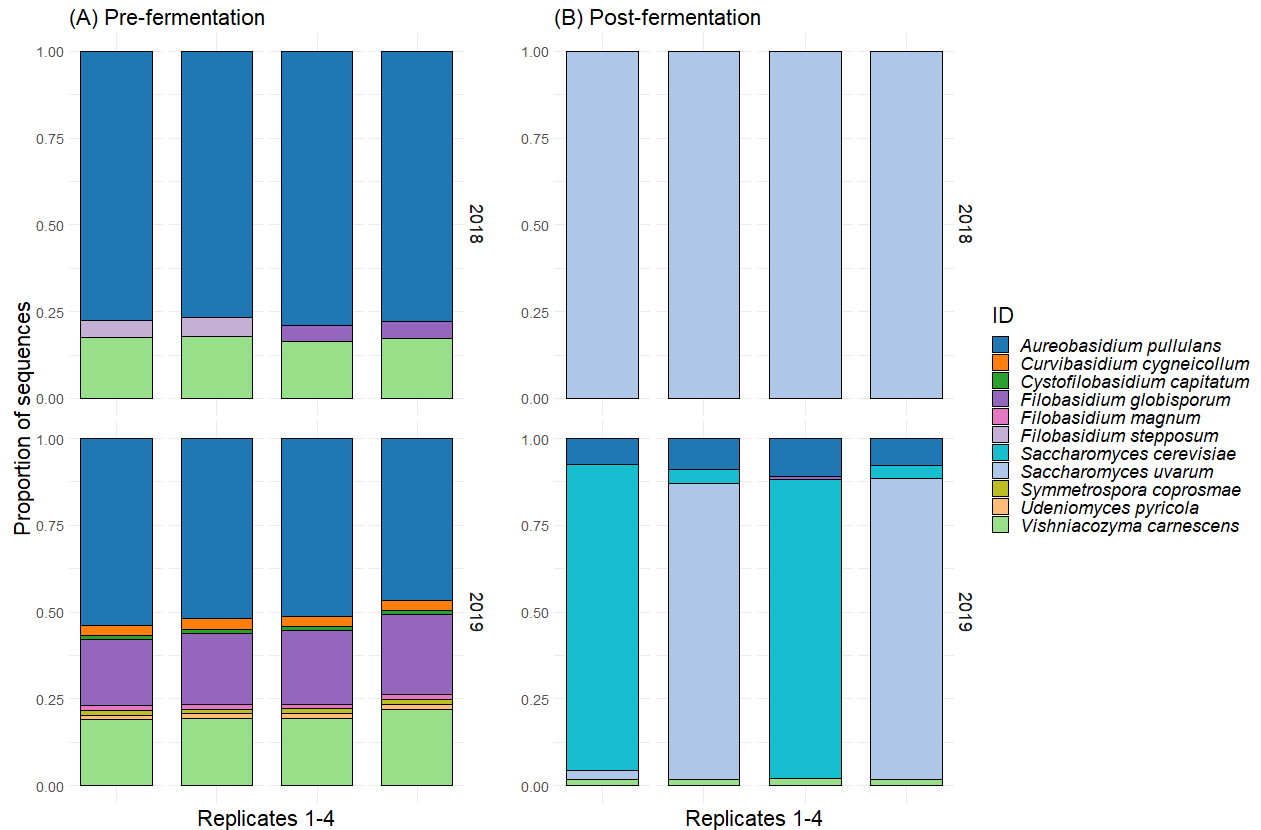 (A) Pre-fermentation
(B) Post-fermentation
Proportion of sequences
1.00
0.75
0.50
0.25
0.00
2018
1.00
0.75
0.50
0.25
0.00
2019
Replicates 1-4
1.00
0.75
0.50
0.25
0.00
2018
1.00
0.75
0.50
0.25
0.00
2019
Replicates 1-4
ID
Aureobasidium pullulans
Curvibasidium cygneicollum
Cystofilobasidium capitatum
Filobasidium globisporum
Filobasidium magnum
Filobasidium stepposum
Saccharomyces cerevisiae
Saccharomyces uvarum
Symmetrospora coprosmae
Udeniomyces pyricola
Vishniacozyma carnescens